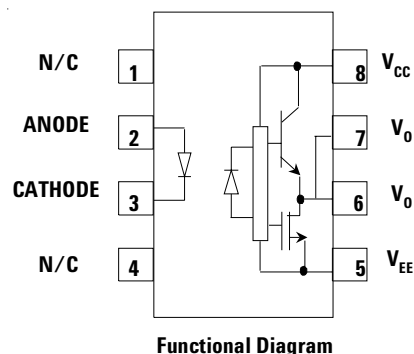 N/C 1 8 VCC
ANODE 2 7 VO
CATHODE 3 6 VO
N/C 4 5 VEE
Functional Diagram